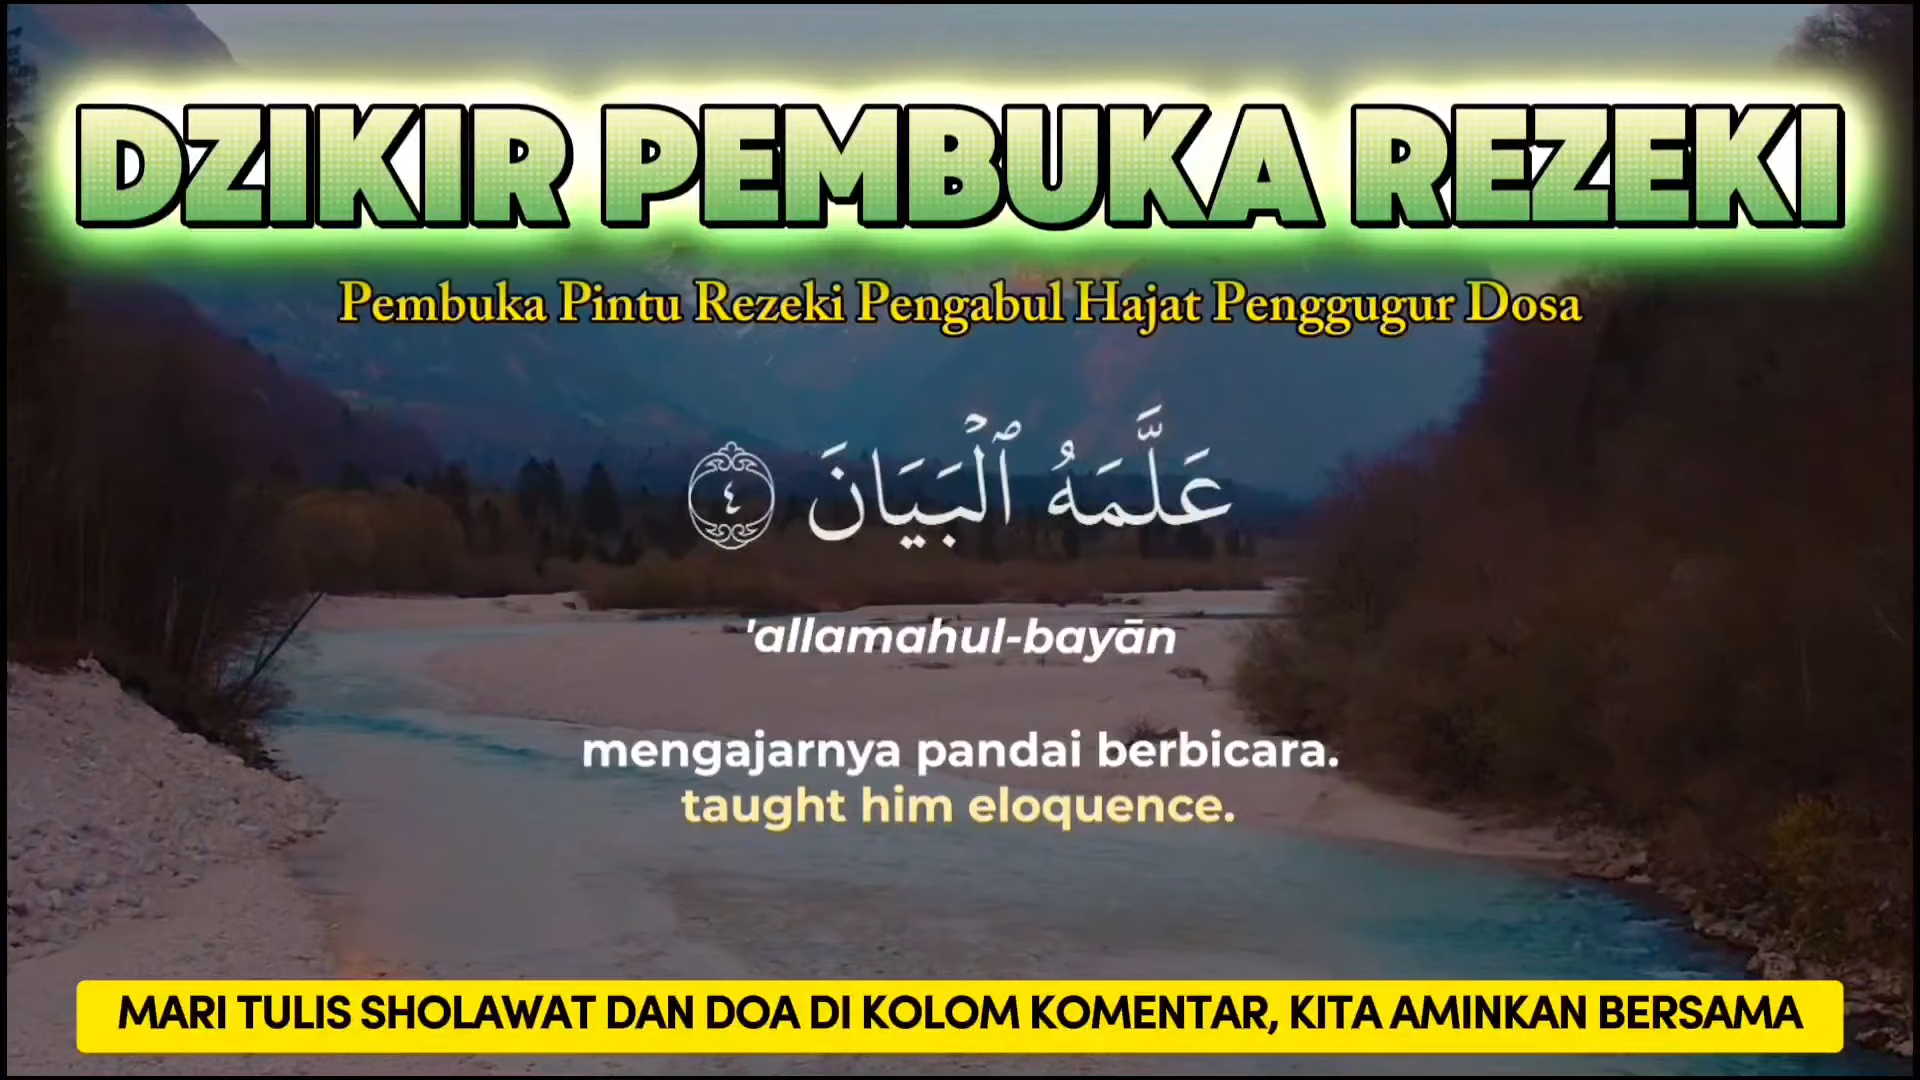 DZIKIR PEMBUKA REZEKI
Pembuka Pintu Rezeki Pengabul Hajat Penggugur Dosa
عَلَّمَهُ ٱلْبَيَانَ ٤
'allamahul-bayān
mengajarnya pandai berbicara.
taught him eloquence.
MARI TULIS SHOLAWAT DAN DOA DI KOLOM KOMENTAR, KITA AMINKAN BERSAMA